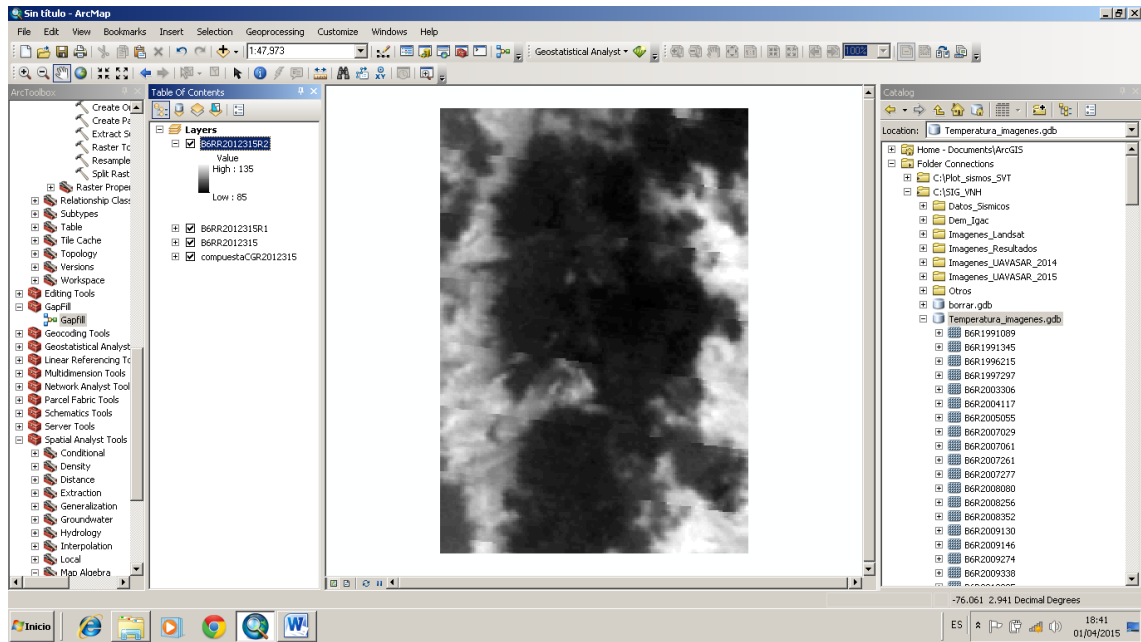 Sin título - ArcMap
File Edit View Bookmarks Insert Selection Geoprocessing Customize Windows Help
1:47,973
Geostatistical Analyst
100%
ArcToolbox
Create Or
Create Pa
Extract S
Raster To
Resample
Split Rast
Raster Proper
Relationship Class
Subtypes
Table
Tile Cache
Topology
Versions
Workspace
Editing Tools
GapFill
Gapfill
Geocoding Tools
Geostatistical Analyst
Linear Referencing To
Multidimension Tools
Network Analyst Tool
Parcel Fabric Tools
Schematics Tools
Server Tools
Spatial Analyst Tools
Conditional
Density
Distance
Extraction
Generalization
Groundwater
Hydrology
Interpolation
Local
Map Algebra
Table Of Contents
Layers
B6RR2012315R2
Value
High : 135
Low : 85
B6RR2012315R1
B6RR2012315
compuestaCGR2012315
Catalog
Location: Temperatura_imagenes.gdb
Home - Documents\ArcGIS
Folder Connections
C:\Plot_sismos_SVT
C:\SIG_VNH
Datos_Sismicos
Dem_Igac
Imagenes_Landsat
Imagenes_Resultados
Imagenes_UAVASAR_2014
Imagenes_UAVASAR_2015
Otros
borrar.gdb
Temperatura_imagenes.gdb
B6R1991089
B6R1991345
B6R1996215
B6R1997297
B6R2003306
B6R2004117
B6R2005055
B6R2007029
B6R2007061
B6R2007261
B6R2007277
B6R2008080
B6R2008256
B6R2008352
B6R2009130
B6R2009146
B6R2009274
B6R2009338
-76.061 2.941 Decimal Degrees
Inicio
ES
18:41
01/04/2015